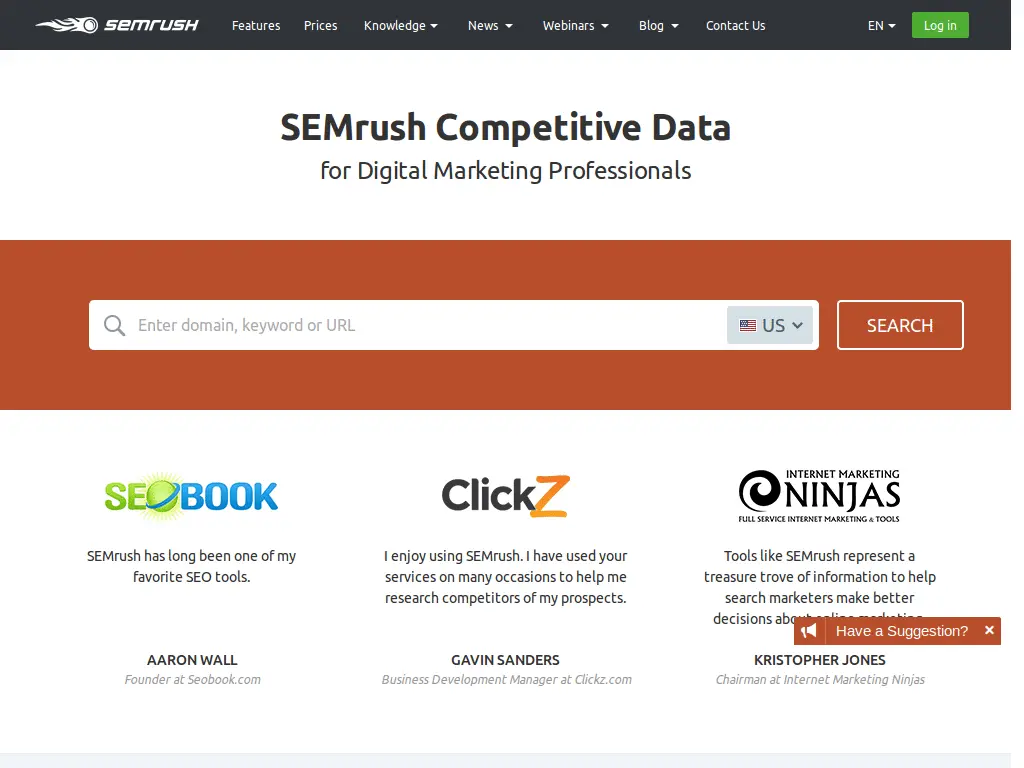 semrush Features Prices Knowledge News Webinars Blog Contact Us EN Log in
SEMrush Competitive Data
for Digital Marketing Professionals
Enter domain, keyword or URL US SEARCH
SEOBOOK
ClickZ
INTERNET MARKETING
NINJAS
FULL SERVICE INTERNET MARKETING & TOOLS
SEMrush has long been one of my
favorite SEO tools.
I enjoy using SEMrush. I have used your
services on many occasions to help me
research competitors of my prospects.
Tools like SEMrush represent a
treasure trove of information to help
search marketers make better
decisions about online marketing.
Have a Suggestion? ×
AARON WALL
Founder at Seobook.com
GAVIN SANDERS
Business Development Manager at Clickz.com
KRISTOPHER JONES
Chairman at Internet Marketing Ninjas